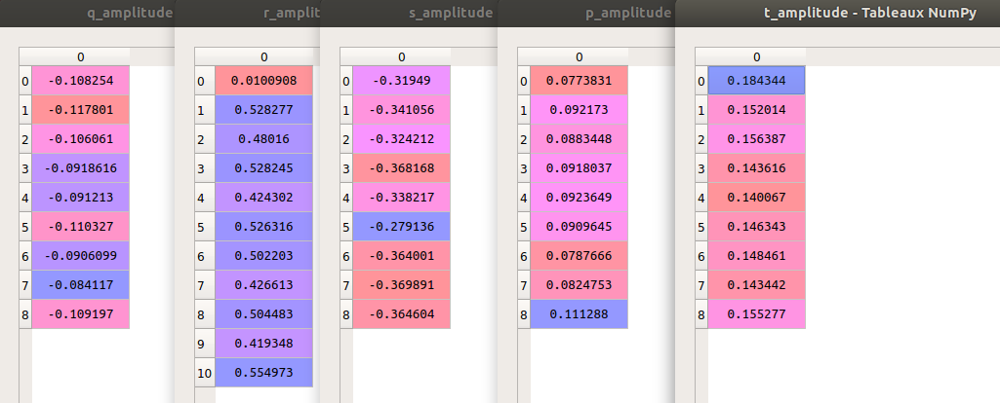 q_amplitude r_amplit s_amplitude p_amplitude t_amplitude - Tableaux NumPy
0 0 0 0 0
0 -0.108254 0 0.0100908 0 -0.31949 0 0.0773831 0 0.184344
1 -0.117801 1 0.528277 1 -0.341056 1 0.092173 1 0.152014
2 -0.106061 2 0.48016 2 -0.324212 2 0.0883448 2 0.156387
3 -0.0918616 3 0.528245 3 -0.368168 3 0.0918037 3 0.143616
4 -0.091213 4 0.424302 4 -0.338217 4 0.0923649 4 0.140067
5 -0.110327 5 0.526316 5 -0.279136 5 0.0909645 5 0.146343
6 -0.0906099 6 0.502203 6 -0.364001 6 0.0787666 6 0.148461
7 -0.084117 7 0.426613 7 -0.369891 7 0.0824753 7 0.143442
8 -0.109197 8 0.504483 8 -0.364604 8 0.111288 8 0.155277
9 0.419348
10 0.554973